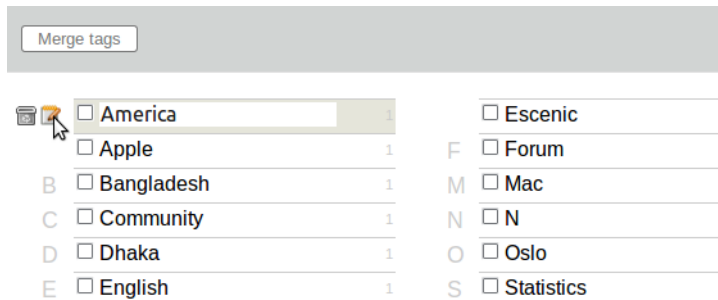 Merge tags
America 1
Apple 1
B Bangladesh 1
C Community 1
D Dhaka 1
E English 1
Escenic
F Forum
M Mac
N N
O Oslo
S Statistics